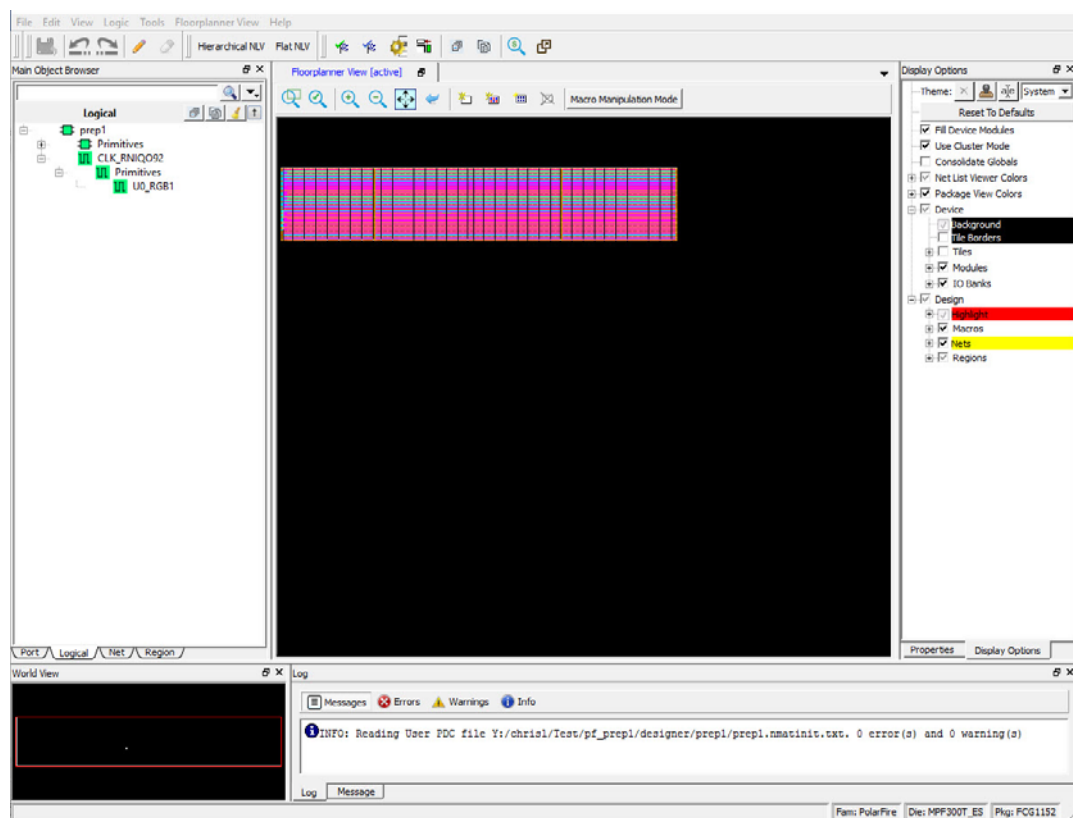 File Edit View Logic Tools Floorplanner View Help
Hierarchical NLV Flat NLV
Main Object Browser
Floorplanner View [active]
Display Options
Theme: System
Macro Manipulation Mode
Reset To Defaults
Logical
prep1
Primitives
CLK_RNIQO92
Primitives
U0_RGB1
Fill Device Modules
Use Cluster Mode
Consolidate Globals
Net List Viewer Colors
Package View Colors
Device
Background
Tile Borders
Tiles
Modules
IO Banks
Design
Highlight
Macros
Nets
Regions
Port Logical Net Region
Properties Display Options
World View
Log
Messages Errors Warnings Info
INFO: Reading User PDC file Y:/chrisl/Test/pf_prep1/designer/prep1/prep1.nmatinit.txt. 0 error(s) and 0 warning(s)
Log Message
Fam: PolarFire Die: MPF300T_ES Pkg: FCG1152